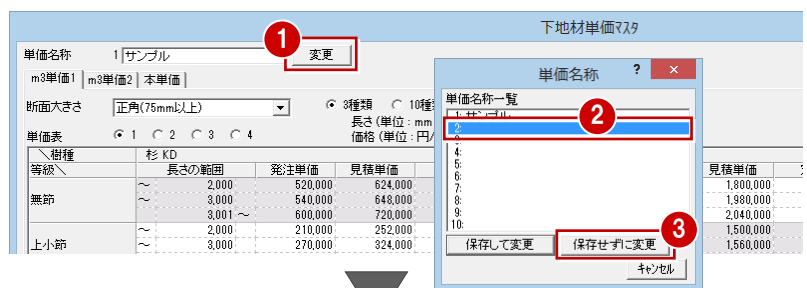 下地材単価マスタ
単価名称 1 サンプル 変更
1
m3単価1 m3単価2 本単価
断面大きさ 正角(75mm以上) 3種類 10種
長さ(単位:mm
単価表 1 2 3 4 価格(単位:円/
＼樹種 杉 KD
等級＼ 長さの範囲 発注単価 見積単価 見積単価
無節 ～ 2,000 520,000 624,000 1,800,000
～ 3,000 540,000 648,000 1,980,000
3,001 ～ 600,000 720,000 2,040,000
上小節 ～ 2,000 210,000 252,000 1,500,000
～ 3,000 270,000 324,000 1,560,000
単価名称 ? ×
単価名称一覧
1: サンプル
2:
2
4:
5:
6:
7:
8:
9:
10:
3
保存して変更 保存せずに変更
キャンセル